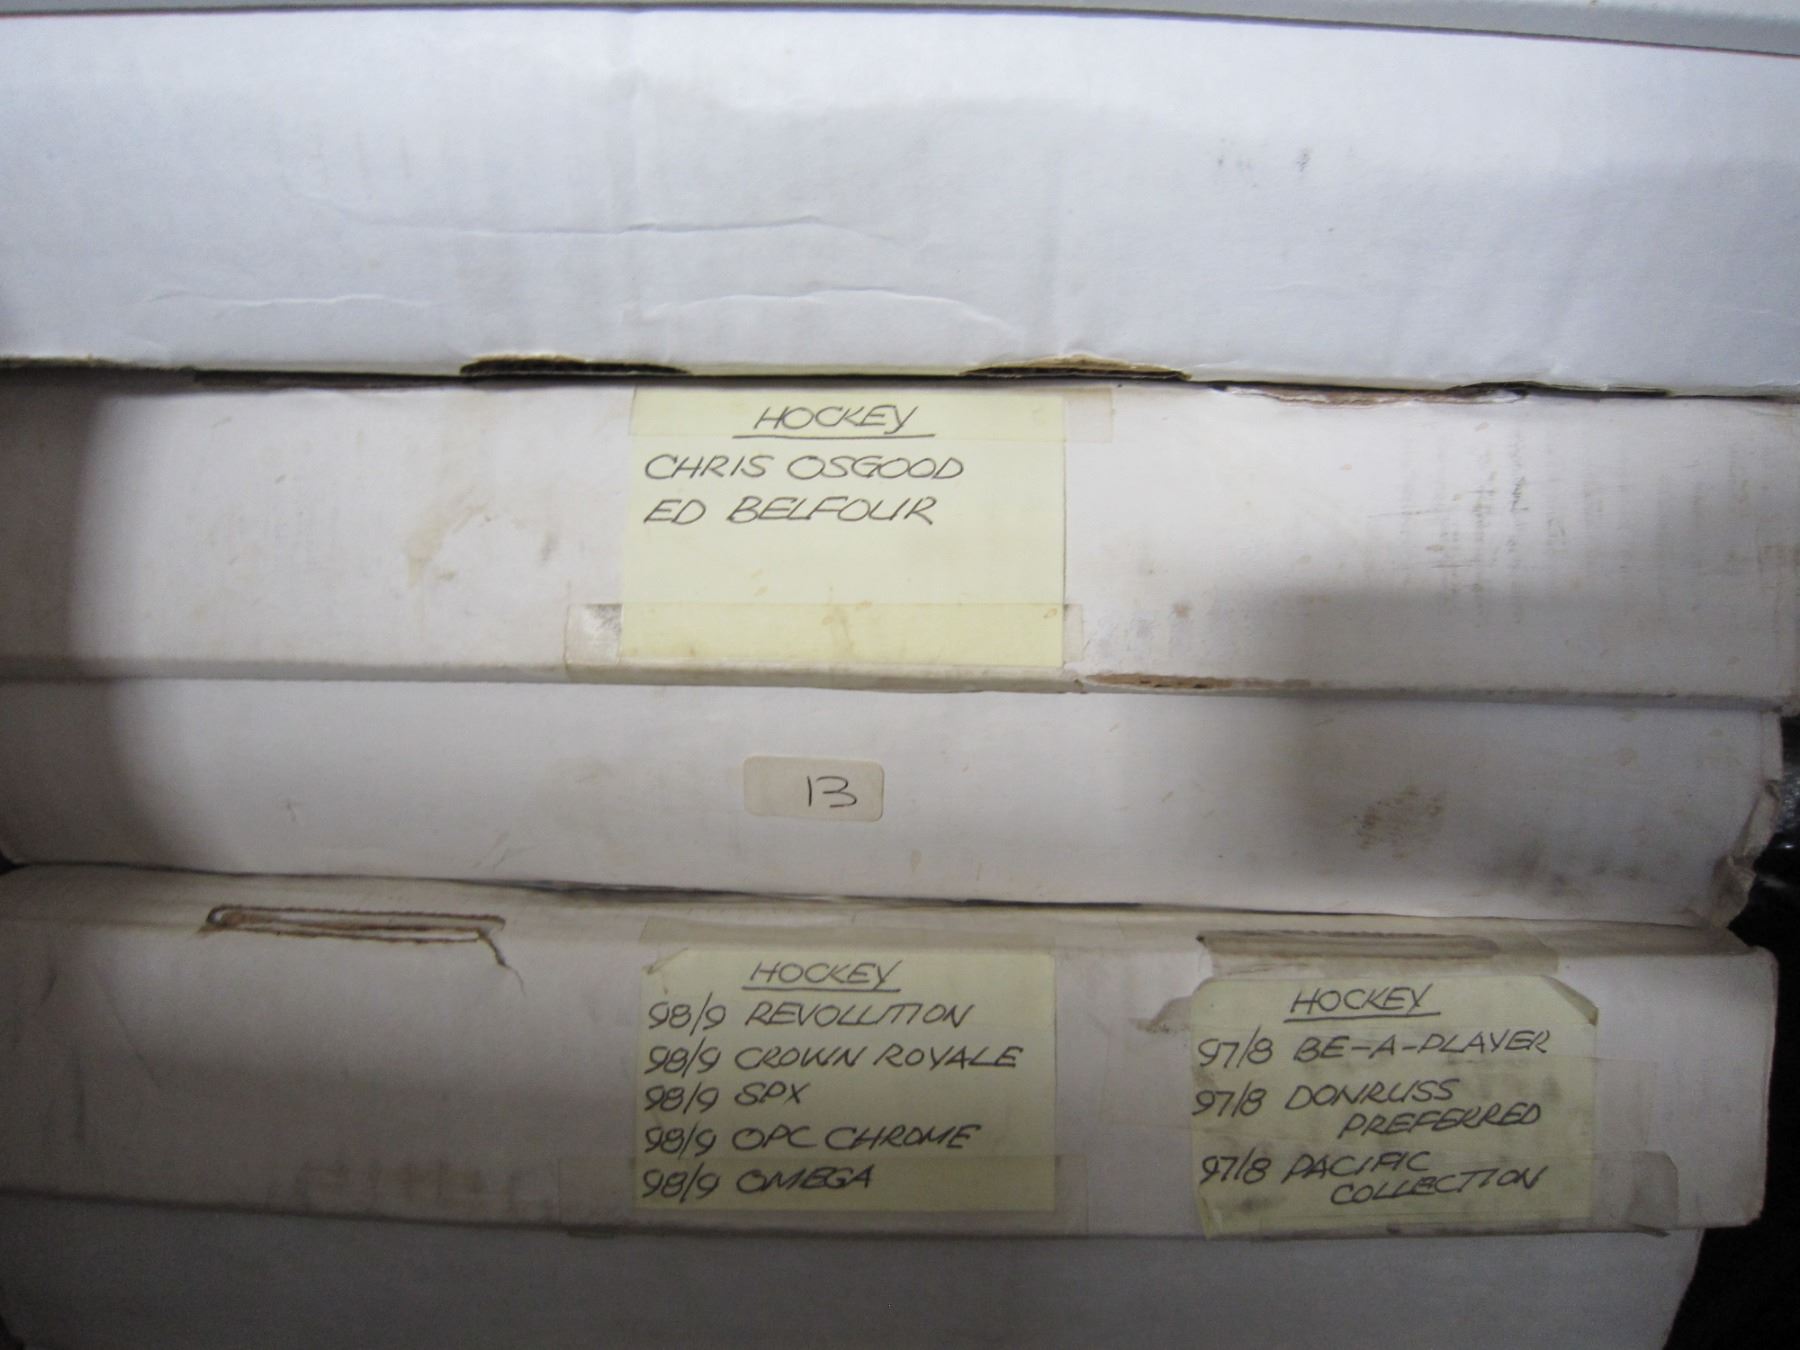 HOCKEY
CHRIS OSGOOD
ED BELFOUR
13
HOCKEY
98/9 REVOLUTION
98/9 CROWN ROYALE
98/9 SPX
98/9 OPC CHROME
98/9 OMEGA
HOCKEY
97/8 BE-A-PLAYER
97/8 DONRUSS
PREFERRED
97/8 PACIFIC
COLLECTION